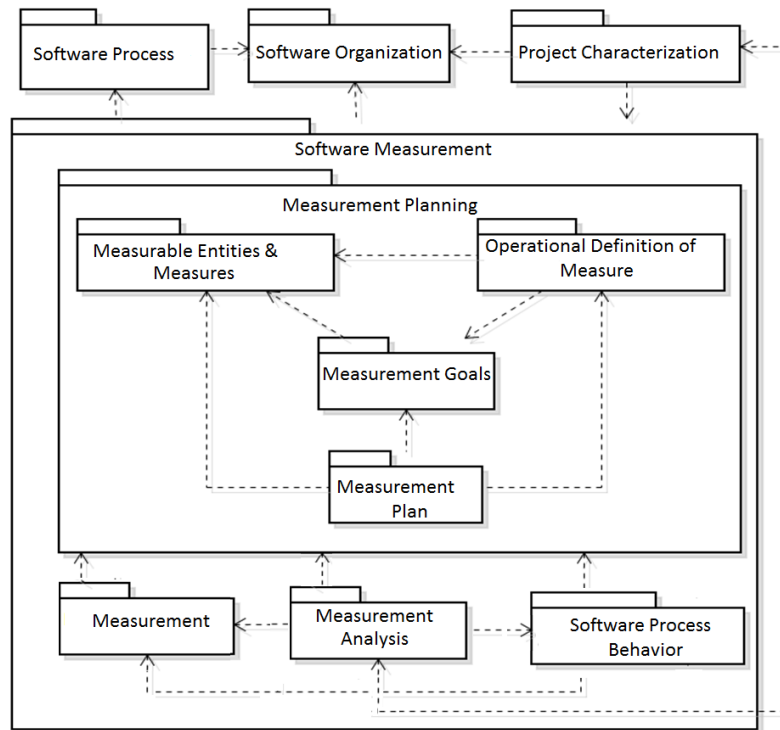 Software Process
Software Organization
Project Characterization
Software Measurement
Measurement Planning
Measurable Entities &
Measures
Operational Definition of
Measure
Measurement Goals
Measurement
Plan
Measurement
Measurement
Analysis
Software Process
Behavior